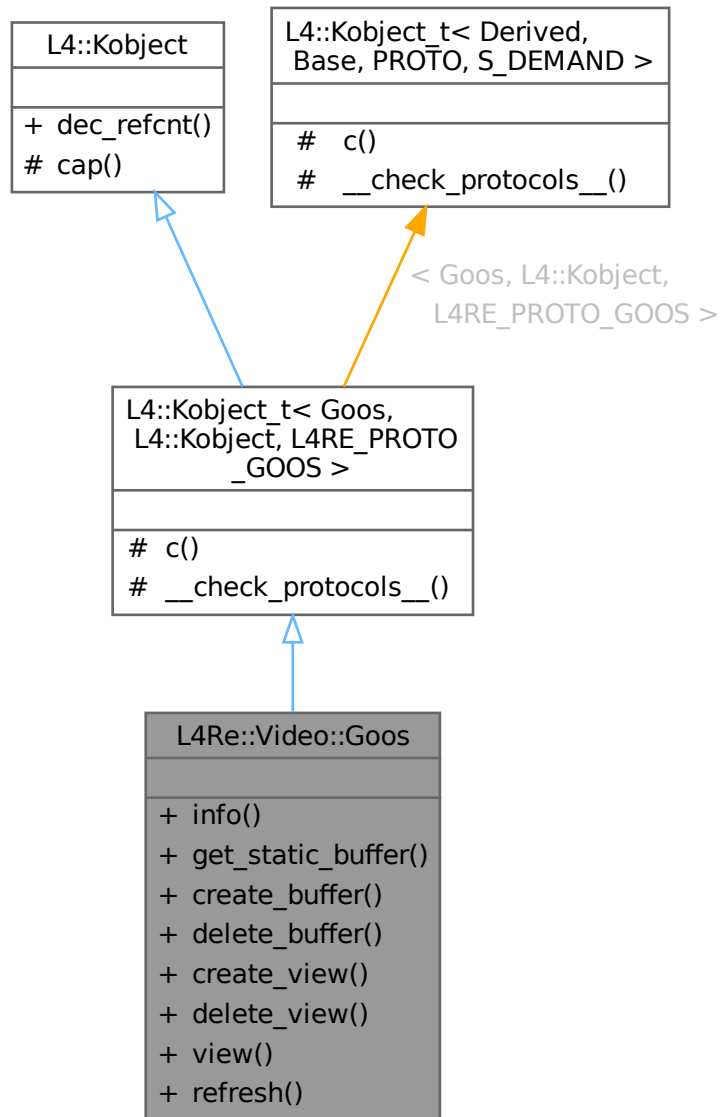 L4::Kobject
+ dec_refcnt()
# cap()
L4::Kobject_t< Derived,
Base, PROTO, S_DEMAND >
# c()
# __check_protocols__()
< Goos, L4::Kobject,
L4RE_PROTO_GOOS >
L4::Kobject_t< Goos,
L4::Kobject, L4RE_PROTO
_GOOS >
# c()
# __check_protocols__()
L4Re::Video::Goos
+ info()
+ get_static_buffer()
+ create_buffer()
+ delete_buffer()
+ create_view()
+ delete_view()
+ view()
+ refresh()